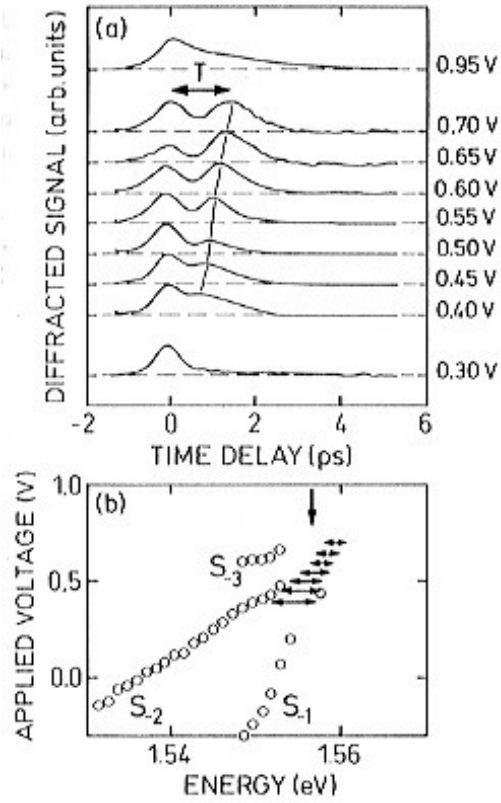 (a)
DIFFRACTED SIGNAL (arb.units)
T
0.95 V
0.70 V
0.65 V
0.60 V
0.55 V
0.50 V
0.45 V
0.40 V
0.30 V
-2 0 2 4 6
TIME DELAY (ps)
(b)
APPLIED VOLTAGE (V)
1.0
0.5
0.0
S-3
S-2
S-1
1.54 1.56
ENERGY (eV)